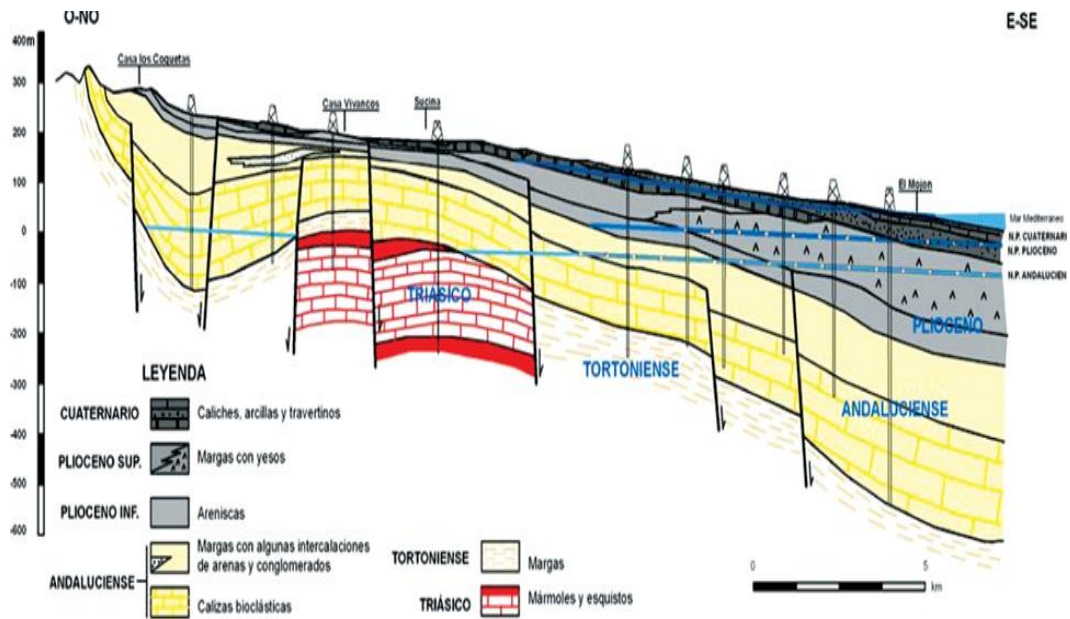 O-NO
E-SE
400m
300
200
100
0
-100
-200
-300
-400
-500
-600
Casa los Coquetas
Casa Vivancos
Sucina
El Mojon
Mar Mediterraneo
N.P. CUATERNARI
N.P. PLIOCENO
N.P. ANDALUCIEN
TRIÁSICO
PLIOCENO
TORTONIENSE
ANDALUCIENSE
LEYENDA
CUATERNARIO
Caliches, arcillas y travertinos
PLIOCENO SUP.
Margas con yesos
PLIOCENO INF.
Areniscas
ANDALUCIENSE
Margas con algunas intercalaciones
de arenas y conglomerados
Calizas bioclásticas
TORTONIENSE
Margas
TRIÁSICO
Mármoles y esquistos
0
5
km